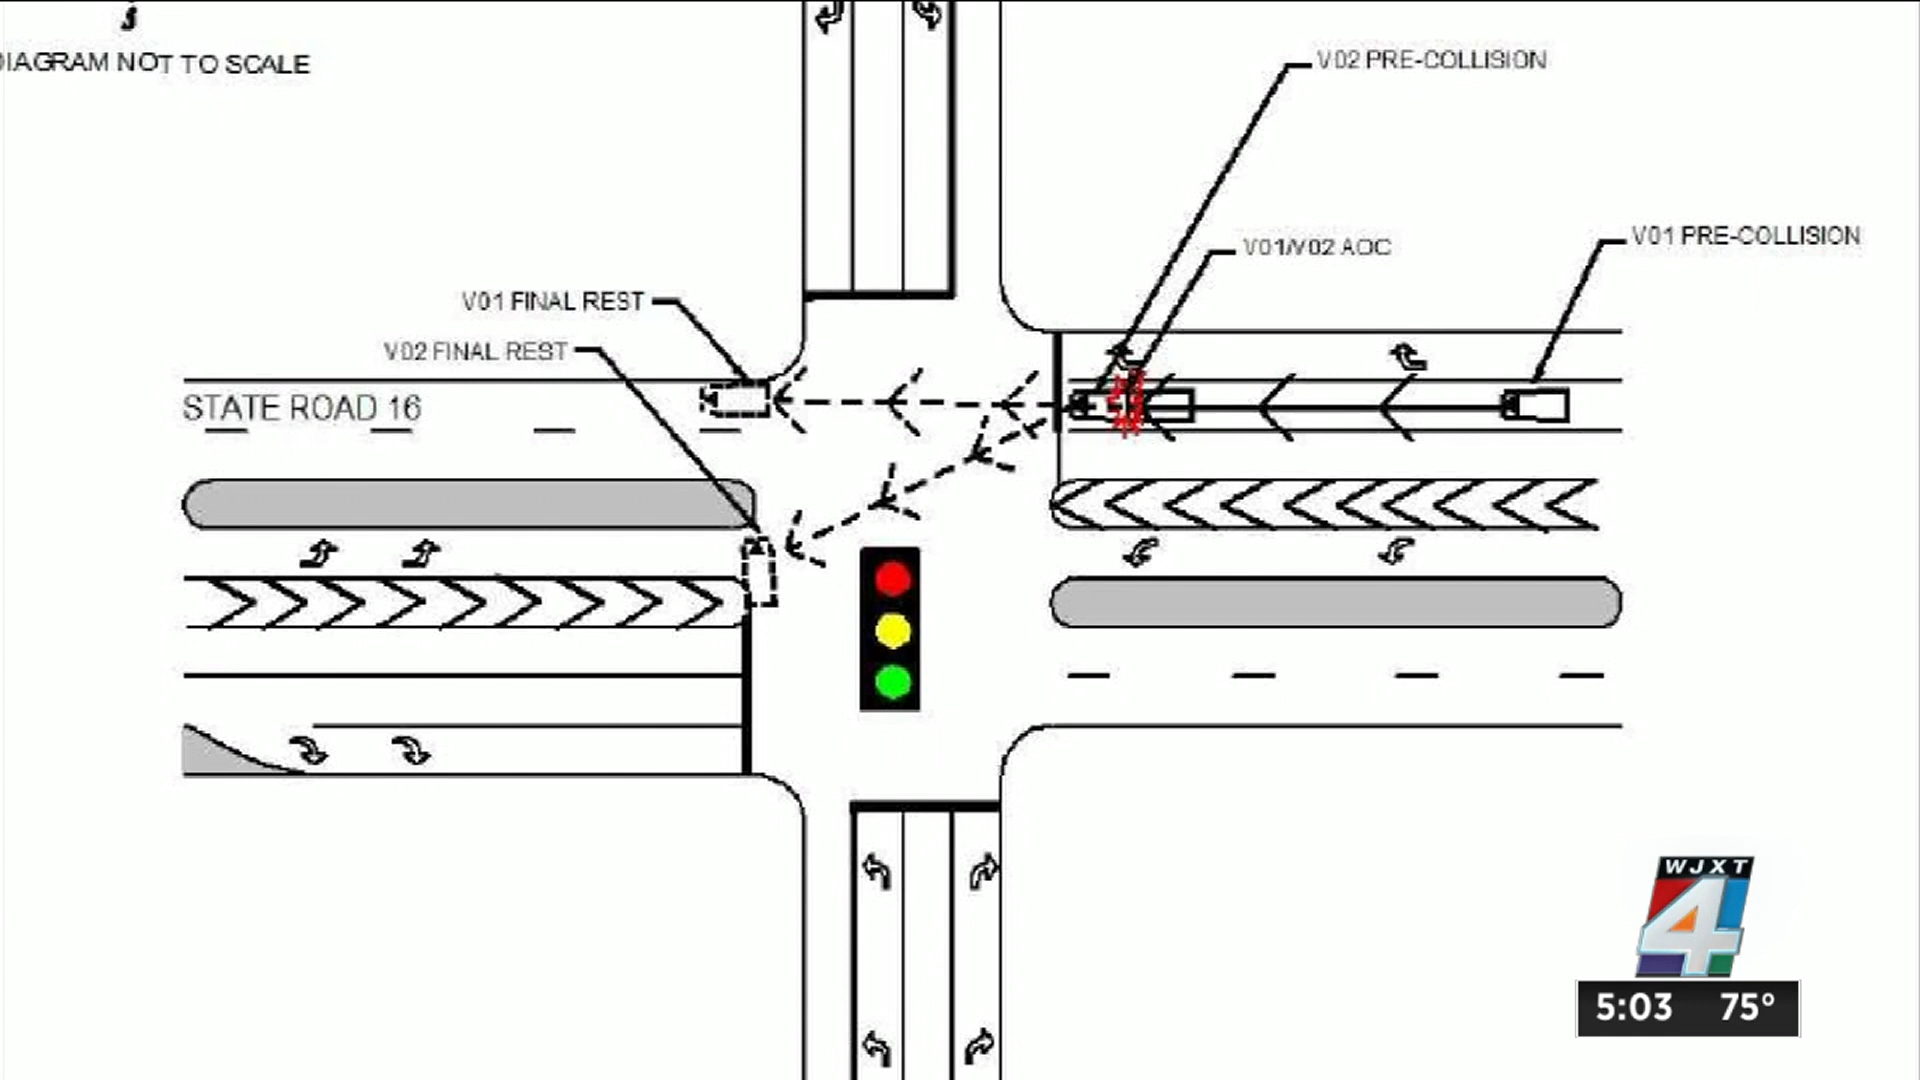 DIAGRAM NOT TO SCALE
V02 PRE-COLLISION
V01 PRE-COLLISION
V01/V02 AOC
V01 FINAL REST
V02 FINAL REST
STATE ROAD 16
WJXT
4
5:03 75°